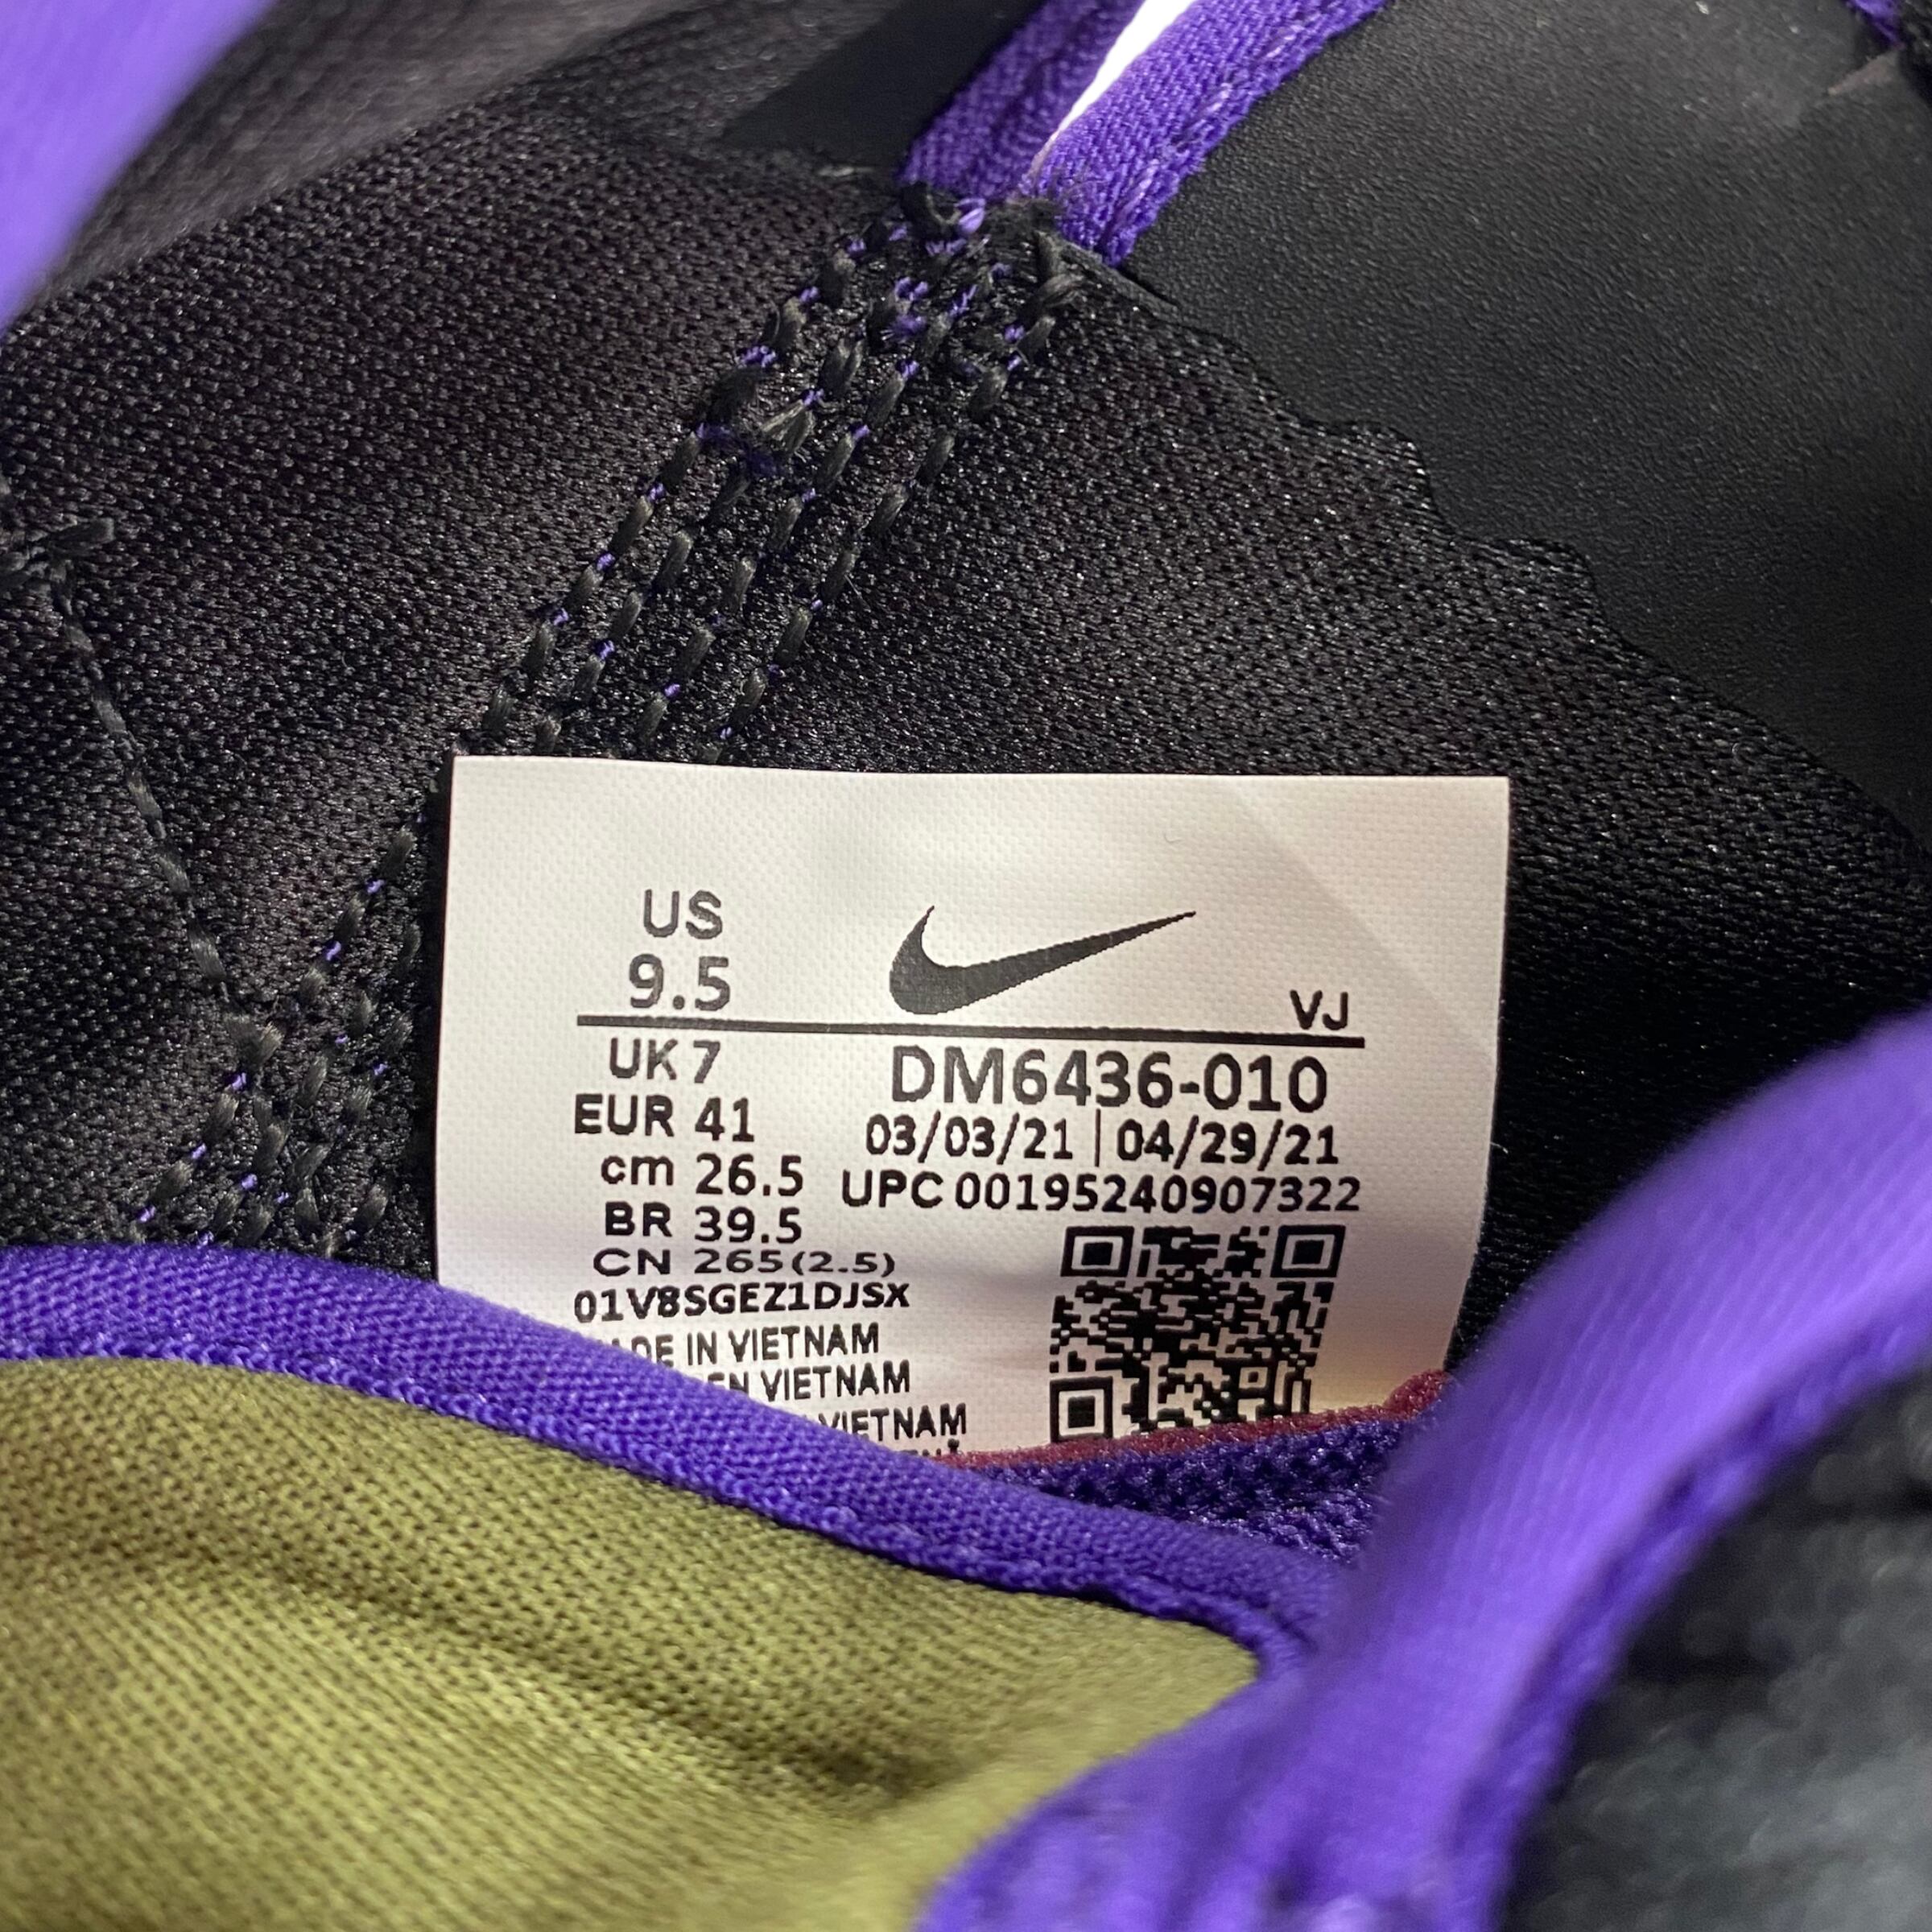 US
9.5
VJ
UK 7
DM6436-010
EUR 41
03/03/21 | 04/29/21
cm 26.5
UPC 00195240907322
BR 39.5
CN 265(2.5)
01V8SGEZ1DJSX
IN VIETNAM
VIETNAM
VIETNAM